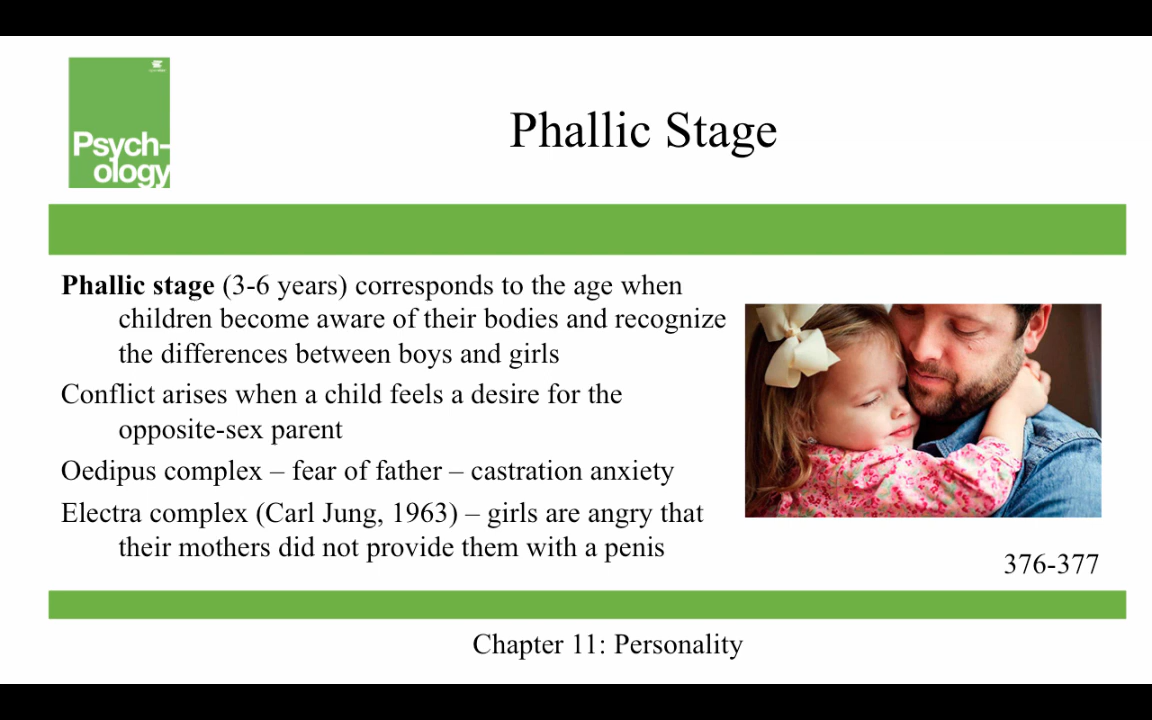 Psych-
ology
Phallic Stage
Phallic stage (3-6 years) corresponds to the age when
children become aware of their bodies and recognize
the differences between boys and girls
Conflict arises when a child feels a desire for the
opposite-sex parent
Oedipus complex – fear of father – castration anxiety
Electra complex (Carl Jung, 1963) – girls are angry that
their mothers did not provide them with a penis
376-377
Chapter 11: Personality